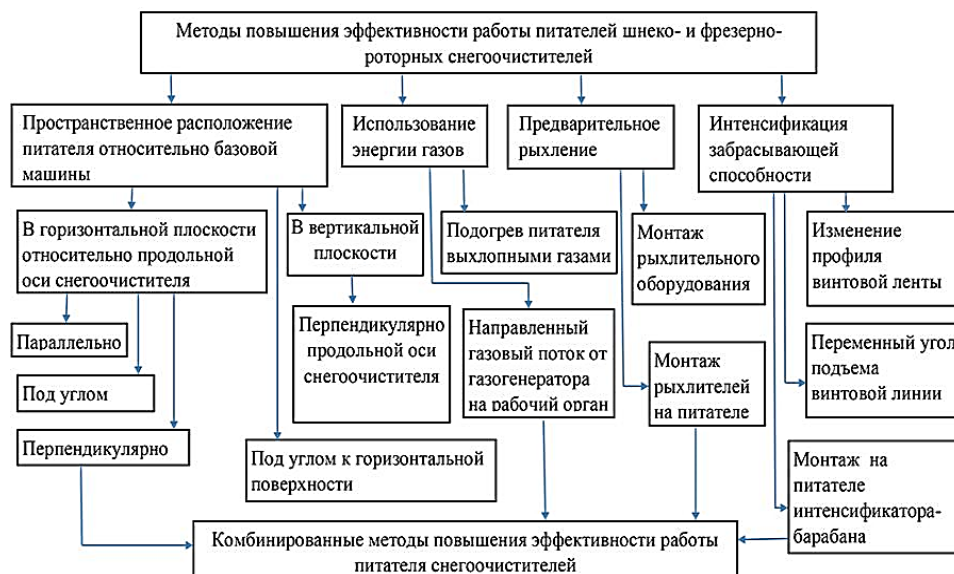 Методы повышения эффективности работы питателей шнеко- и фрезерно-
роторных снегоочистителей
Пространственное расположение
питателя относительно базовой
машины
Использование
энергии газов
Предварительное
рыхление
Интенсификация
забрасывающей
способности
В горизонтальной плоскости
относительно продольной
оси снегоочистителя
В вертикальной
плоскости
Подогрев питателя
выхлопными газами
Монтаж
рыхлительного
оборудования
Изменение
профиля
винтовой ленты
Параллельно
Под углом
Перпендикулярно
Перпендикулярно
продольной оси
снегоочистителя
Направленный
газовый поток от
газогенератора
на рабочий орган
Монтаж
рыхлителей
на питателе
Переменный угол
подъема
винтовой линии
Под углом к горизонтальной
поверхности
Монтаж на
питателе
интенсификатора-
барабана
Комбинированные методы повышения эффективности работы
питателя снегоочистителей